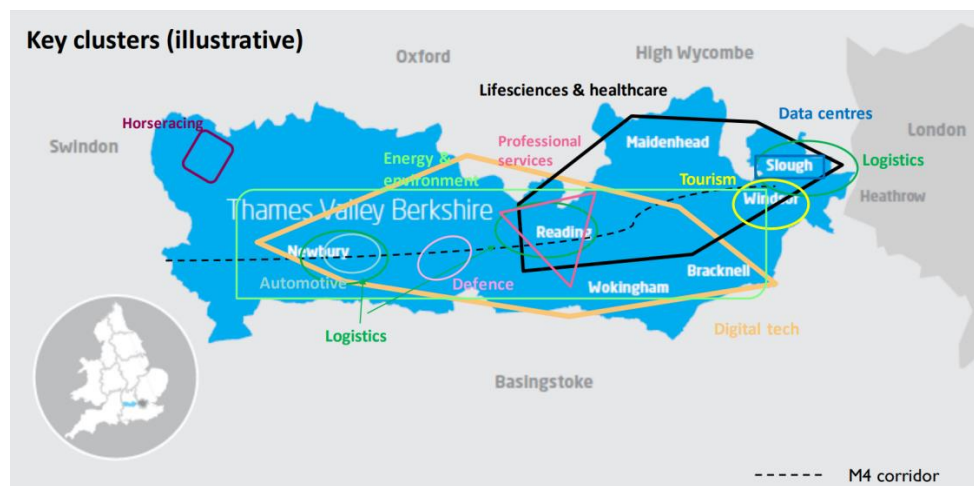 Key clusters (illustrative)
Oxford
High Wycombe
Lifesciences & healthcare
Data centres
Horseracing
London
Swindon
Professional
services
Maidenhead
Energy &
environment
Slough
Logistics
Tourism
Heathrow
Windsor
Thames Valley Berkshire
Reading
Newbury
Bracknell
Automotive
Defence
Wokingham
Logistics
Digital tech
Basingstoke
M4 corridor